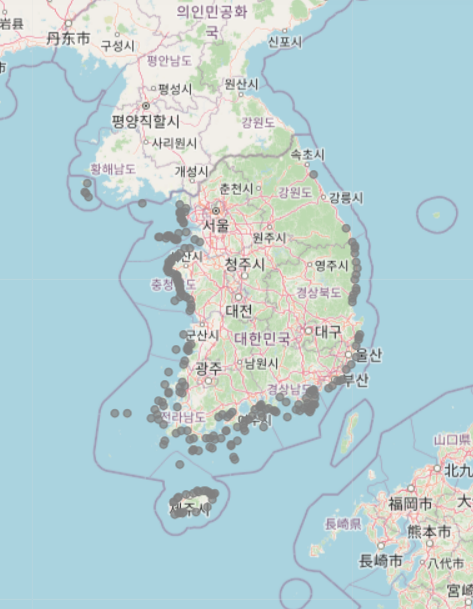 의인민공화
국
岩县
丹东市
구성시
신포시
평안남도
평성시
원산시
평양직할시
강원도
사리원시
황해남도
개성시
속초시
춘천시
강원도
강릉시
서울
원주시
산시
청주시
영주시
충청
도
경상북도
대전
군산시
대한민국
대구
울산
광주
남원시
부산
경상남
전라남도
제주시
山口県
北九
福岡市
大
長崎県
熊本市
長崎市
八代市
宮崎